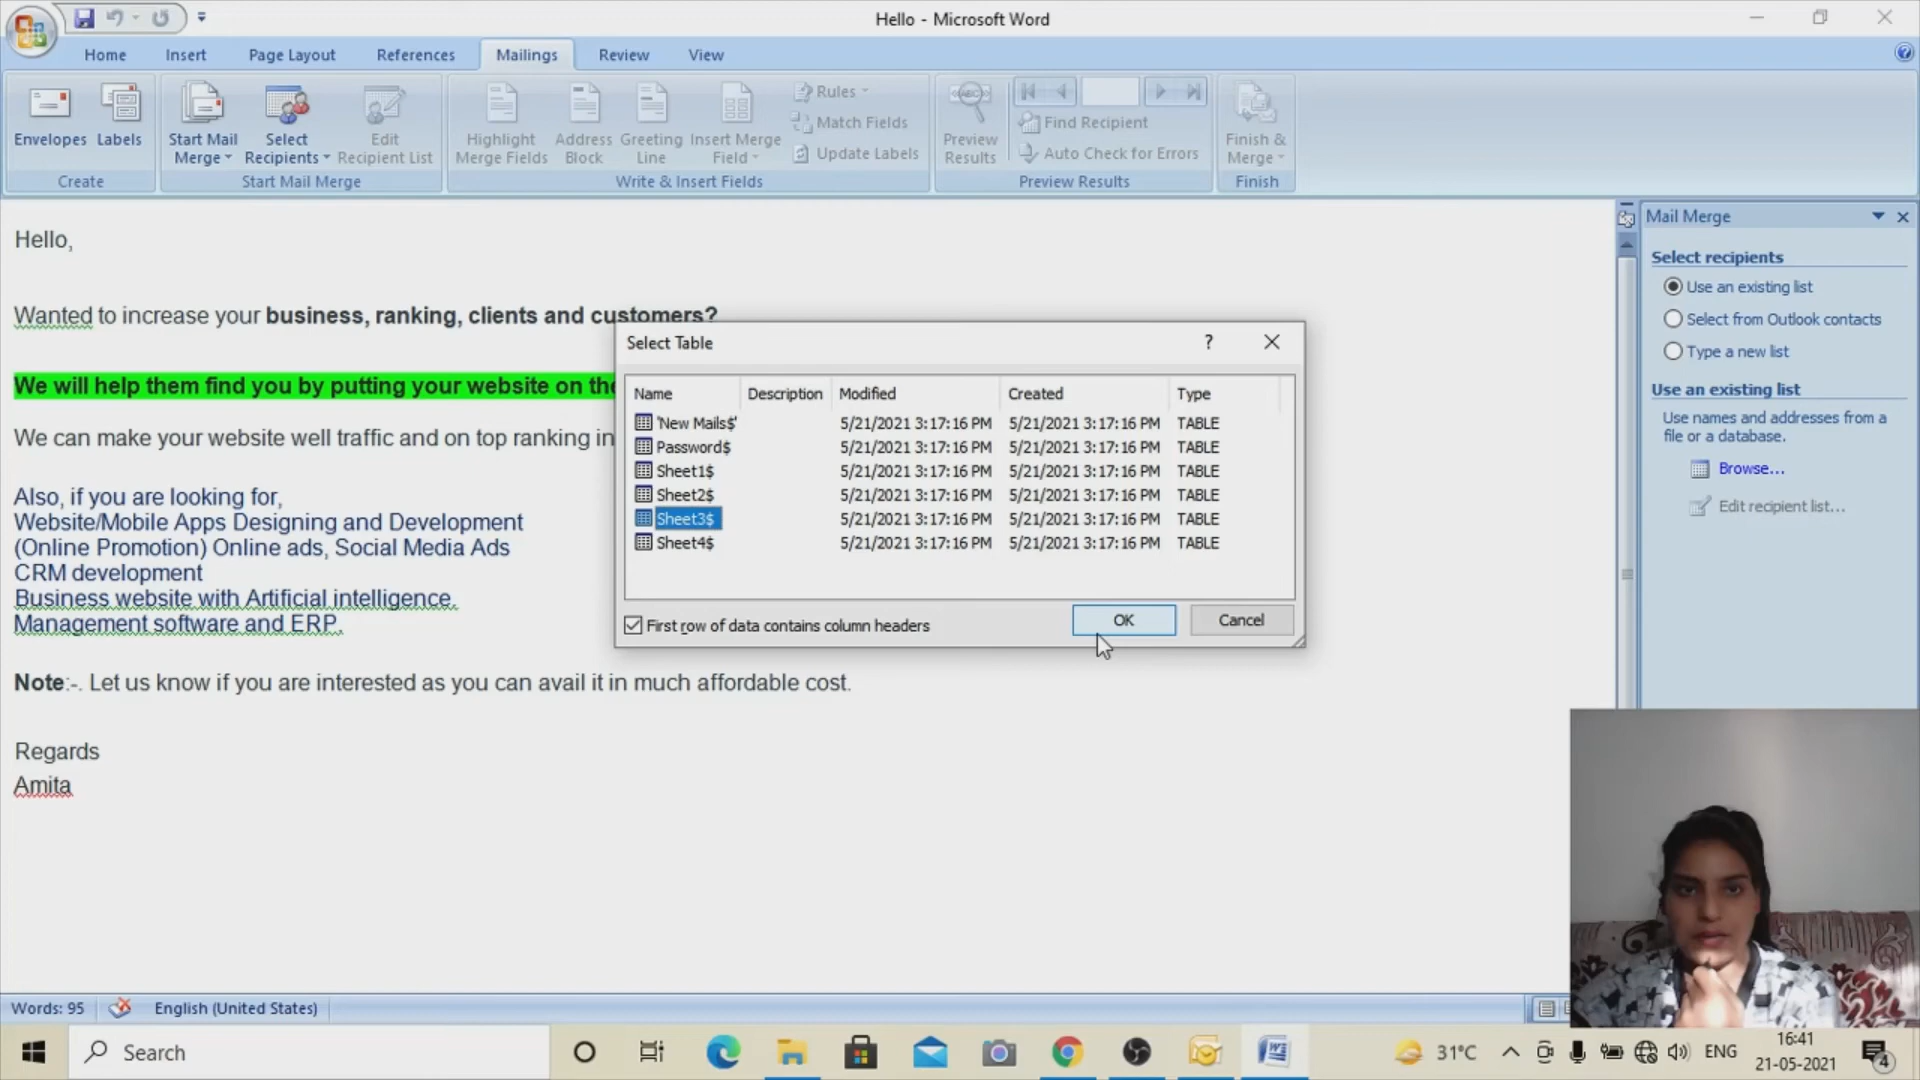 Hello - Microsoft Word
Home Insert Page Layout References Mailings Review View
Envelopes Labels
Create
Start Mail Merge
Select Recipients
Edit Recipient List
Start Mail Merge
Highlight Merge Fields
Address Block
Greeting Line
Insert Merge Field
Rules
Match Fields
Update Labels
Write & Insert Fields
ABC
Preview Results
Find Recipient
Auto Check for Errors
Preview Results
Finish & Merge
Finish
Hello,
Wanted to increase your business, ranking, clients and customers?
We will help them find you by putting your website on the
We can make your website well traffic and on top ranking in
Also, if you are looking for,
Website/Mobile Apps Designing and Development
(Online Promotion) Online ads, Social Media Ads
CRM development
Business website with Artificial intelligence.
Management software and ERP.
Note:-. Let us know if you are interested as you can avail it in much affordable cost.
Regards
Amita
Select Table
?
Name Description Modified Created Type
'New Mails$' 5/21/2021 3:17:16 PM 5/21/2021 3:17:16 PM TABLE
Password$ 5/21/2021 3:17:16 PM 5/21/2021 3:17:16 PM TABLE
Sheet1$ 5/21/2021 3:17:16 PM 5/21/2021 3:17:16 PM TABLE
Sheet2$ 5/21/2021 3:17:16 PM 5/21/2021 3:17:16 PM TABLE
Sheet3$ 5/21/2021 3:17:16 PM 5/21/2021 3:17:16 PM TABLE
Sheet4$ 5/21/2021 3:17:16 PM 5/21/2021 3:17:16 PM TABLE
First row of data contains column headers
OK Cancel
Mail Merge
Select recipients
Use an existing list
Select from Outlook contacts
Type a new list
Use an existing list
Use names and addresses from a
file or a database.
Browse...
Edit recipient list...
Words: 95 English (United States)
Search
31°C ENG
16:41
21-05-2021
4